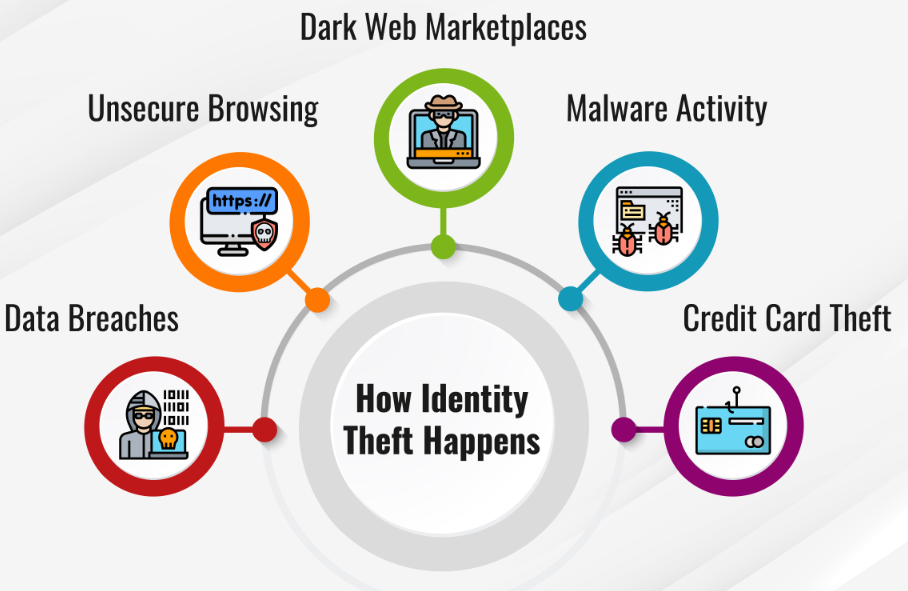 Dark Web Marketplaces
Unsecure Browsing
Malware Activity
https://
Data Breaches
Credit Card Theft
How Identity
Theft Happens